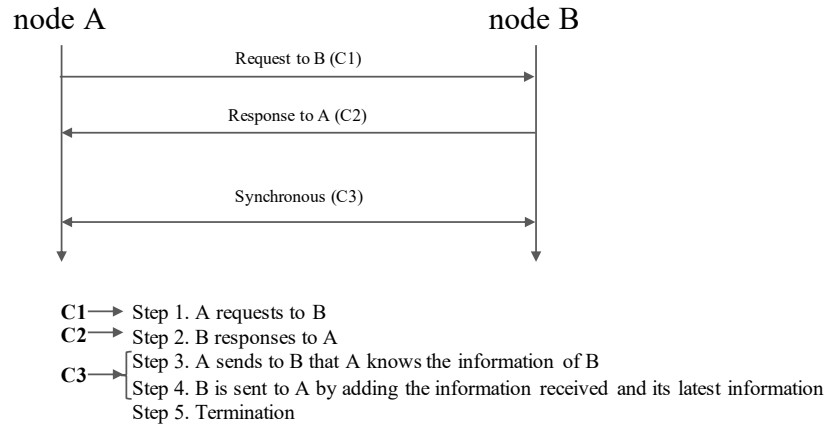 node A
node B
Request to B (C1)
Response to A (C2)
Synchronous (C3)
C1 Step 1. A requests to B
C2 Step 2. B responses to A
C3
Step 3. A sends to B that A knows the information of B
Step 4. B is sent to A by adding the information received and its latest information
Step 5. Termination